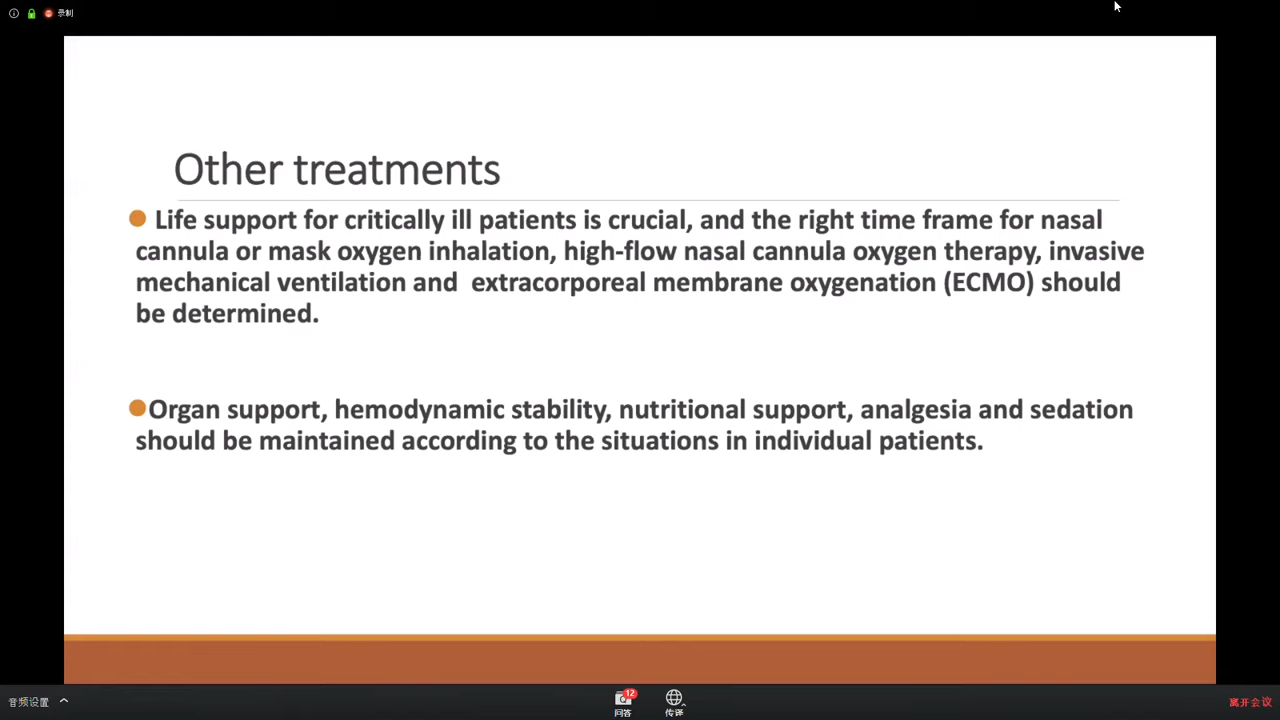 录制
Other treatments
Life support for critically ill patients is crucial, and the right time frame for nasal
cannula or mask oxygen inhalation, high-flow nasal cannula oxygen therapy, invasive
mechanical ventilation and  extracorporeal membrane oxygenation (ECMO) should
be determined.
Organ support, hemodynamic stability, nutritional support, analgesia and sedation
should be maintained according to the situations in individual patients.
音频设置
12
问答
传译
离开会议